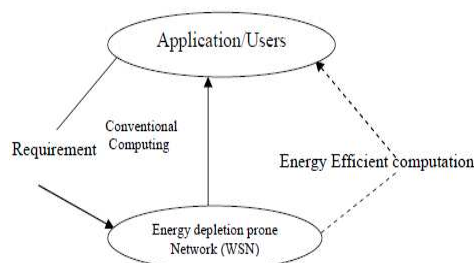 Application/Users
Conventional
Computing
Requirement
Energy Efficient computation
Energy depletion prone
Network (WSN)